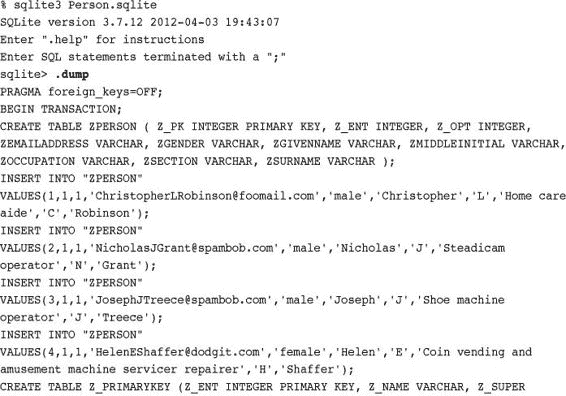 % sqlite3 Person.sqlite
SQLite version 3.7.12 2012-04-03 19:43:07
Enter ".help" for instructions
Enter SQL statements terminated with a ";"
sqlite> .dump
PRAGMA foreign_keys=OFF;
BEGIN TRANSACTION;
CREATE TABLE ZPERSON ( Z_PK INTEGER PRIMARY KEY, Z_ENT INTEGER, Z_OPT INTEGER,
ZEMAILADDRESS VARCHAR, ZGENDER VARCHAR, ZGIVENNAME VARCHAR, ZMIDDLEINITIAL VARCHAR,
ZOCCUPATION VARCHAR, ZSECTION VARCHAR, ZSURNAME VARCHAR );
INSERT INTO "ZPERSON"
VALUES(1,1,1,'ChristopherLRobinson@foomail.com','male','Christopher','L','Home care
aide','C','Robinson');
INSERT INTO "ZPERSON"
VALUES(2,1,1,'NicholasJGrant@spambob.com','male','Nicholas','J','Steadicam
operator','N','Grant');
INSERT INTO "ZPERSON"
VALUES(3,1,1,'JosephJTreece@spambob.com','male','Joseph','J','Shoe machine
operator','J','Treece');
INSERT INTO "ZPERSON"
VALUES(4,1,1,'HelenEShaffer@dodgit.com','female','Helen','E','Coin vending and
amusement machine servicer repairer','H','Shaffer');
CREATE TABLE Z_PRIMARYKEY (Z_ENT INTEGER PRIMARY KEY, Z_NAME VARCHAR, Z_SUPER